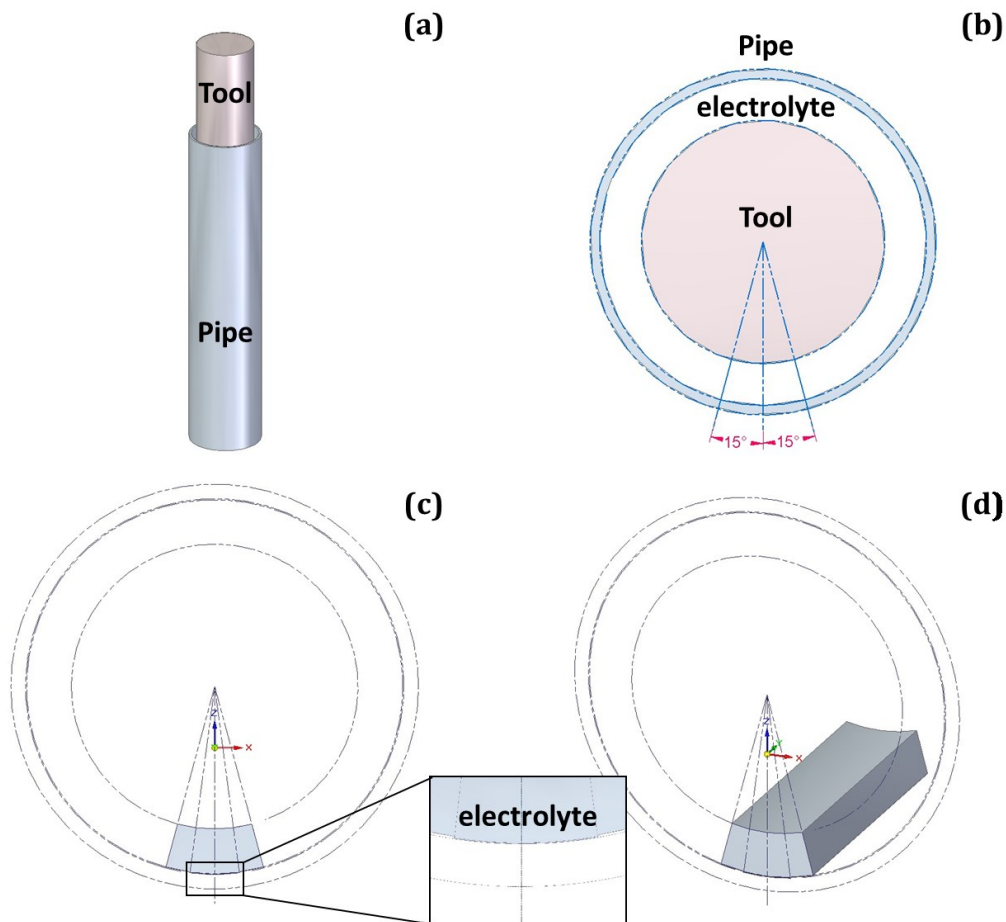 (a)
Tool
Pipe
(b)
Pipe
electrolyte
Tool
15° 15°
(c)
Z
X
electrolyte
(d)
Z
Y
X